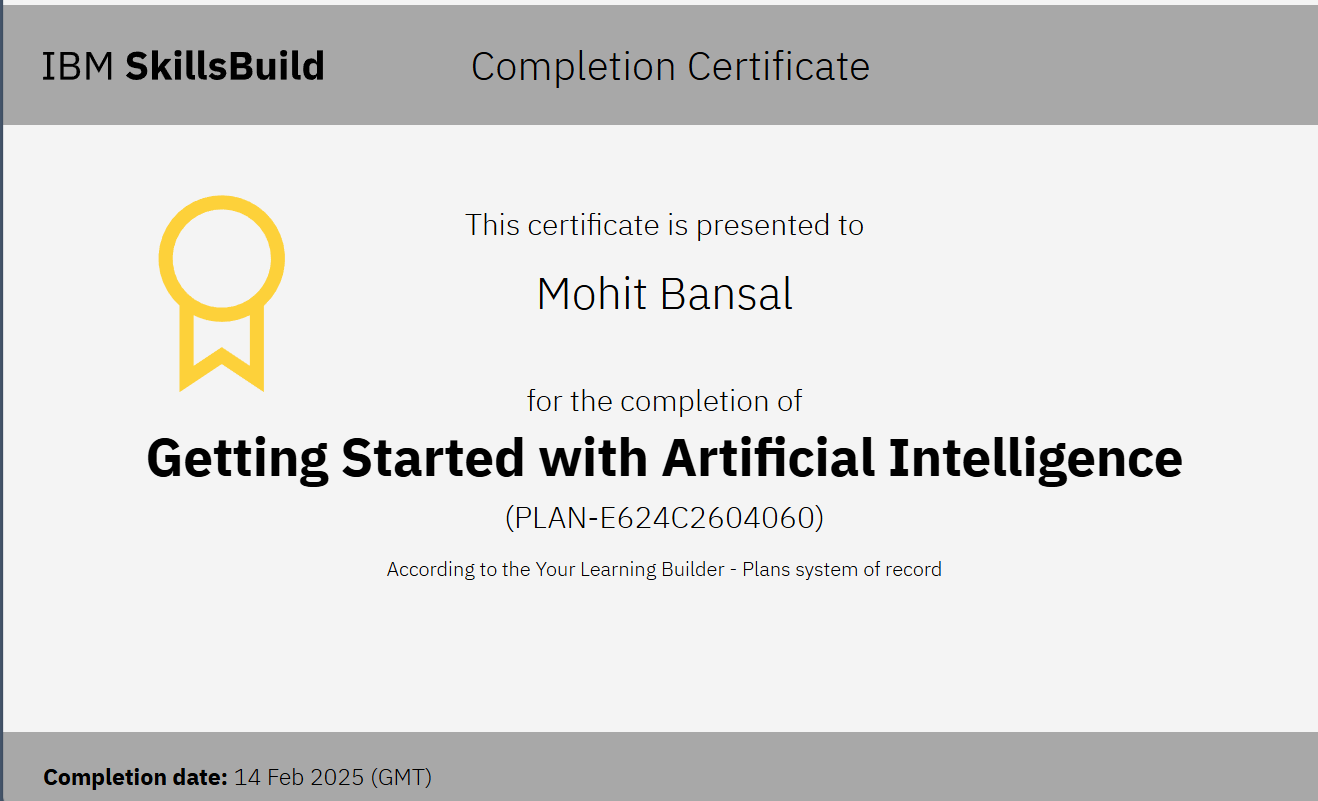 IBM SkillsBuild
Completion Certificate
This certificate is presented to
Mohit Bansal
for the completion of
Getting Started with Artificial Intelligence
(PLAN-E624C2604060)
According to the Your Learning Builder - Plans system of record
Completion date: 14 Feb 2025 (GMT)